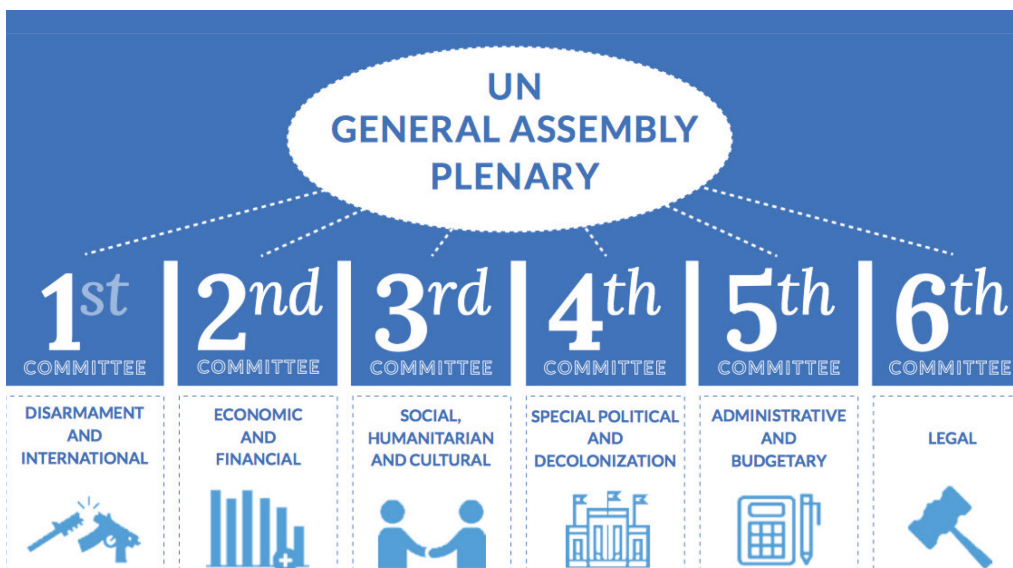 UN
GENERAL ASSEMBLY
PLENARY
1st
COMMITTEE
2nd
COMMITTEE
3rd
COMMITTEE
4th
COMMITTEE
5th
COMMITTEE
6th
COMMITTEE
DISARMAMENT
AND
INTERNATIONAL
ECONOMIC
AND
FINANCIAL
SOCIAL,
HUMANITARIAN
AND CULTURAL
SPECIAL POLITICAL
AND
DECOLONIZATION
ADMINISTRATIVE
AND
BUDGETARY
LEGAL